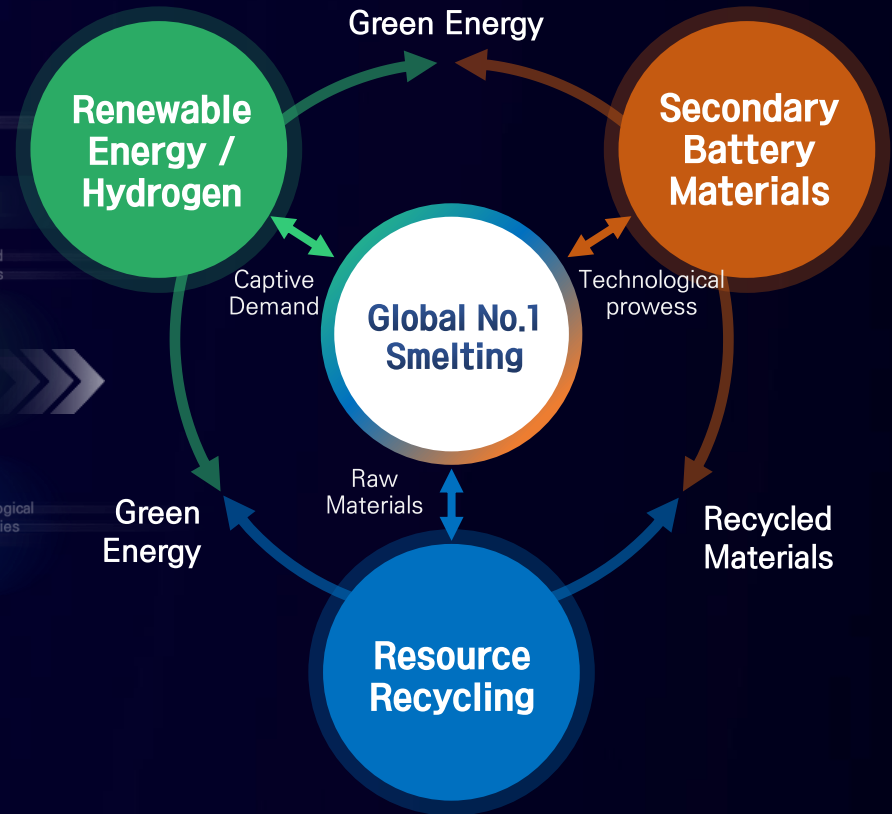 Green Energy
Renewable
Energy /
Hydrogen
Secondary
Battery
Materials
Captive
Demand
Technological
prowess
Global No.1
Smelting
Raw
Materials
Green
Energy
Recycled
Materials
Resource
Recycling